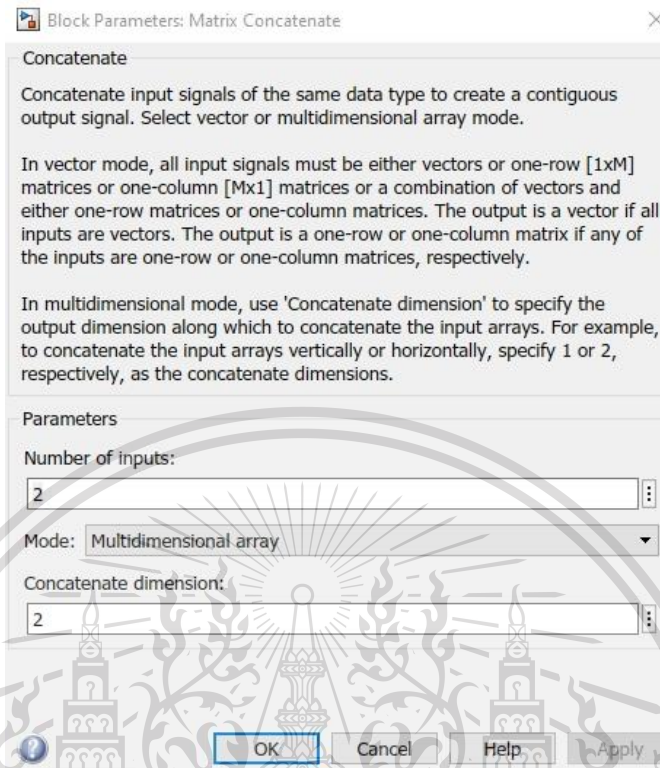 Block Parameters: Matrix Concatenate
Concatenate
Concatenate input signals of the same data type to create a contiguous
output signal. Select vector or multidimensional array mode.
In vector mode, all input signals must be either vectors or one-row [1xM]
matrices or one-column [Mx1] matrices or a combination of vectors and
either one-row matrices or one-column matrices. The output is a vector if all
inputs are vectors. The output is a one-row or one-column matrix if any of
the inputs are one-row or one-column matrices, respectively.
In multidimensional mode, use 'Concatenate dimension' to specify the
output dimension along which to concatenate the input arrays. For example,
to concatenate the input arrays vertically or horizontally, specify 1 or 2,
respectively, as the concatenate dimensions.
Parameters
Number of inputs:
2
Mode: Multidimensional array
Concatenate dimension:
2
OK Cancel Help Apply